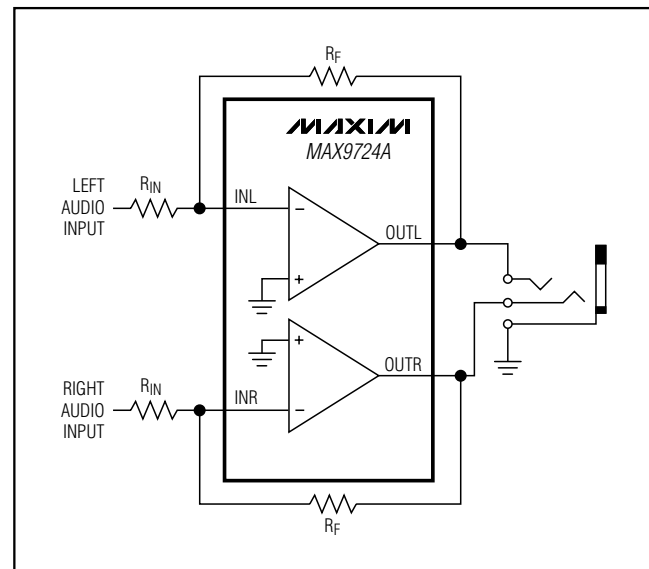 RF
MAXIM
MAX9724A
LEFT
AUDIO
INPUT
RIN
INL
−
+
OUTL
+
−
OUTR
RIGHT
AUDIO
INPUT
RIN
INR
RF